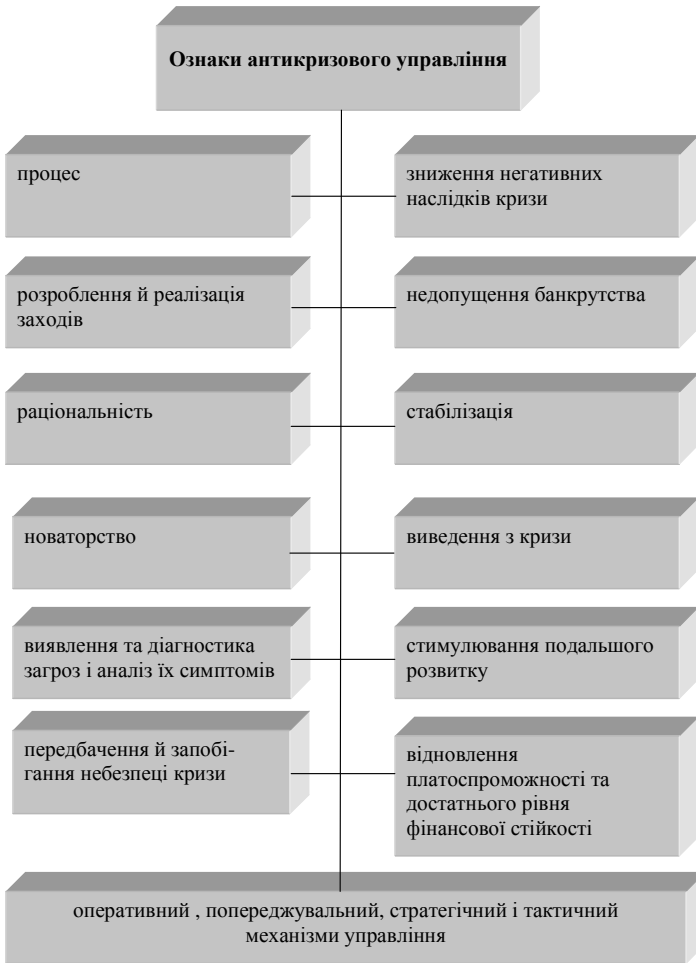 Ознаки антикризового управління
процес
зниження негативних
наслідків кризи
розроблення й реалізація
заходів
недопущення банкрутства
раціональність
стабілізація
новаторство
виведення з кризи
виявлення та діагностика
загроз і аналіз їх симптомів
стимулювання подальшого
розвитку
передбачення й запобі-
гання небезпеці кризи
відновлення
платоспроможності та
достатнього рівня
фінансової стійкості
оперативний , попереджувальний, стратегічний і тактичний
механізми управління